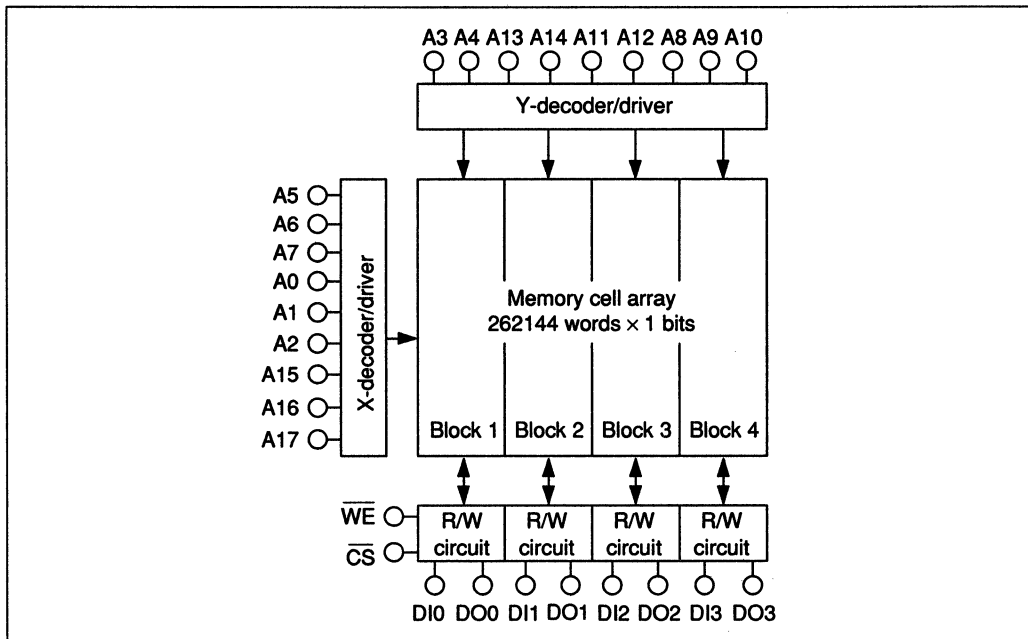 A3 A4 A13 A14 A11 A12 A8 A9 A10
Y-decoder/driver
A5
A6
A7
A0
A1
A2
A15
A16
A17
X-decoder/driver
Memory cell array
262144 words × 1 bits
Block 1 Block 2 Block 3 Block 4
WE
CS
R/W circuit
R/W circuit
R/W circuit
R/W circuit
DI0 DO0 DI1 DO1 DI2 DO2 DI3 DO3